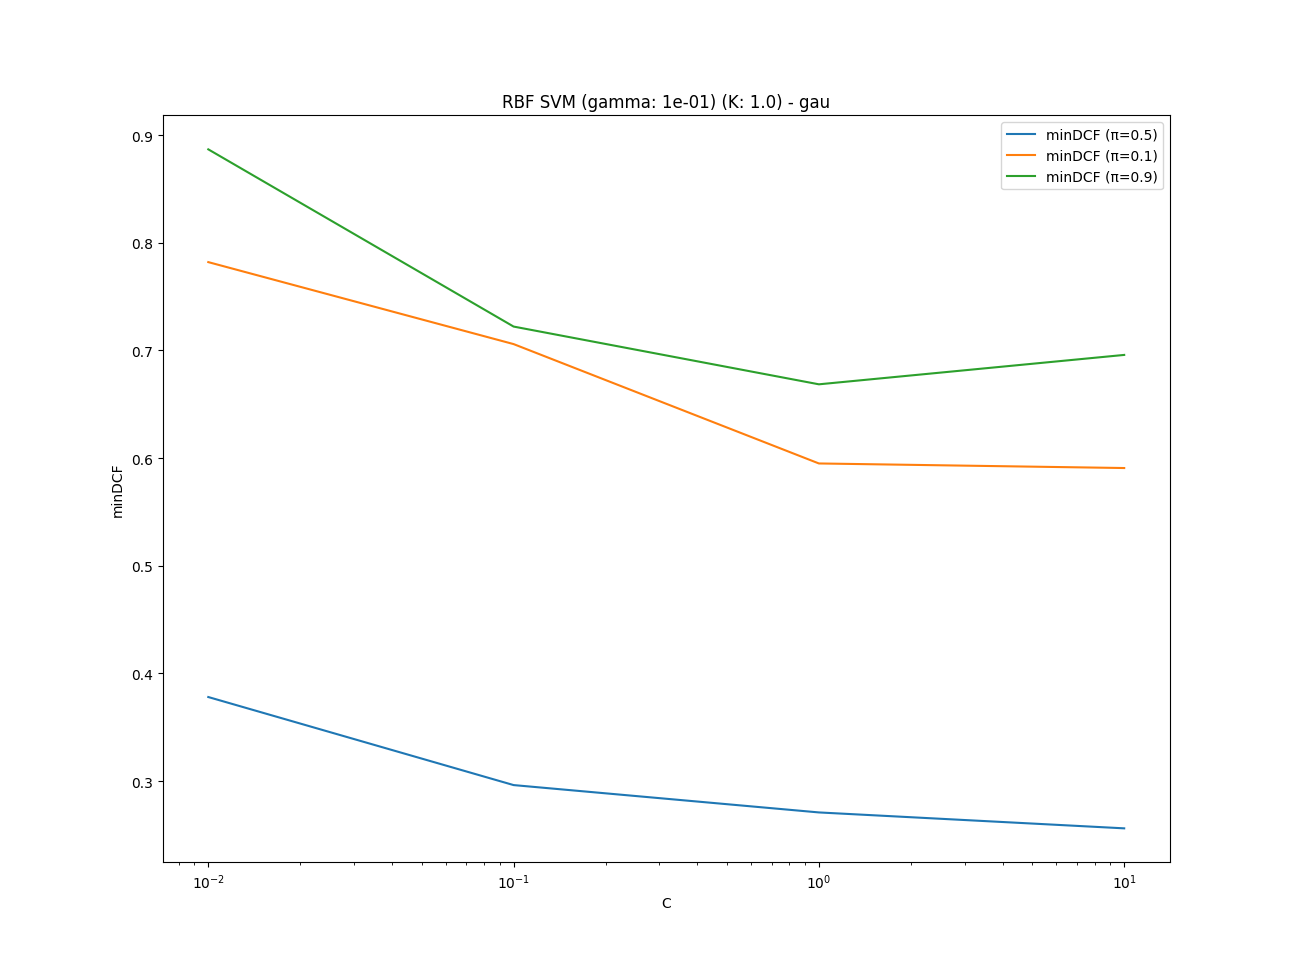 RBF SVM (gamma: 1e-01) (K: 1.0) - gau
minDCF (π=0.5)
minDCF (π=0.1)
minDCF (π=0.9)
0.9
0.8
0.7
0.6
0.5
0.4
0.3
minDCF
10⁻²
10⁻¹
10⁰
10¹
C